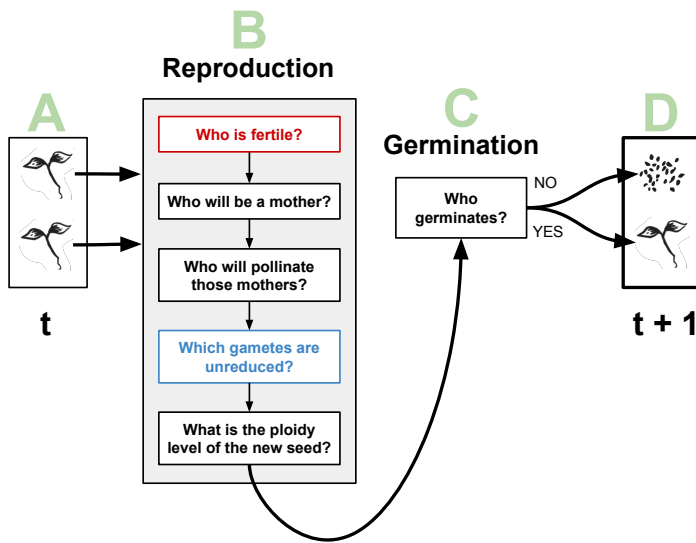 A
t
B
Reproduction
Who is fertile?
Who will be a mother?
Who will pollinate
those mothers?
Which gametes are
unreduced?
What is the ploidy
level of the new seed?
C
Germination
Who
germinates?
NO
YES
D
t + 1